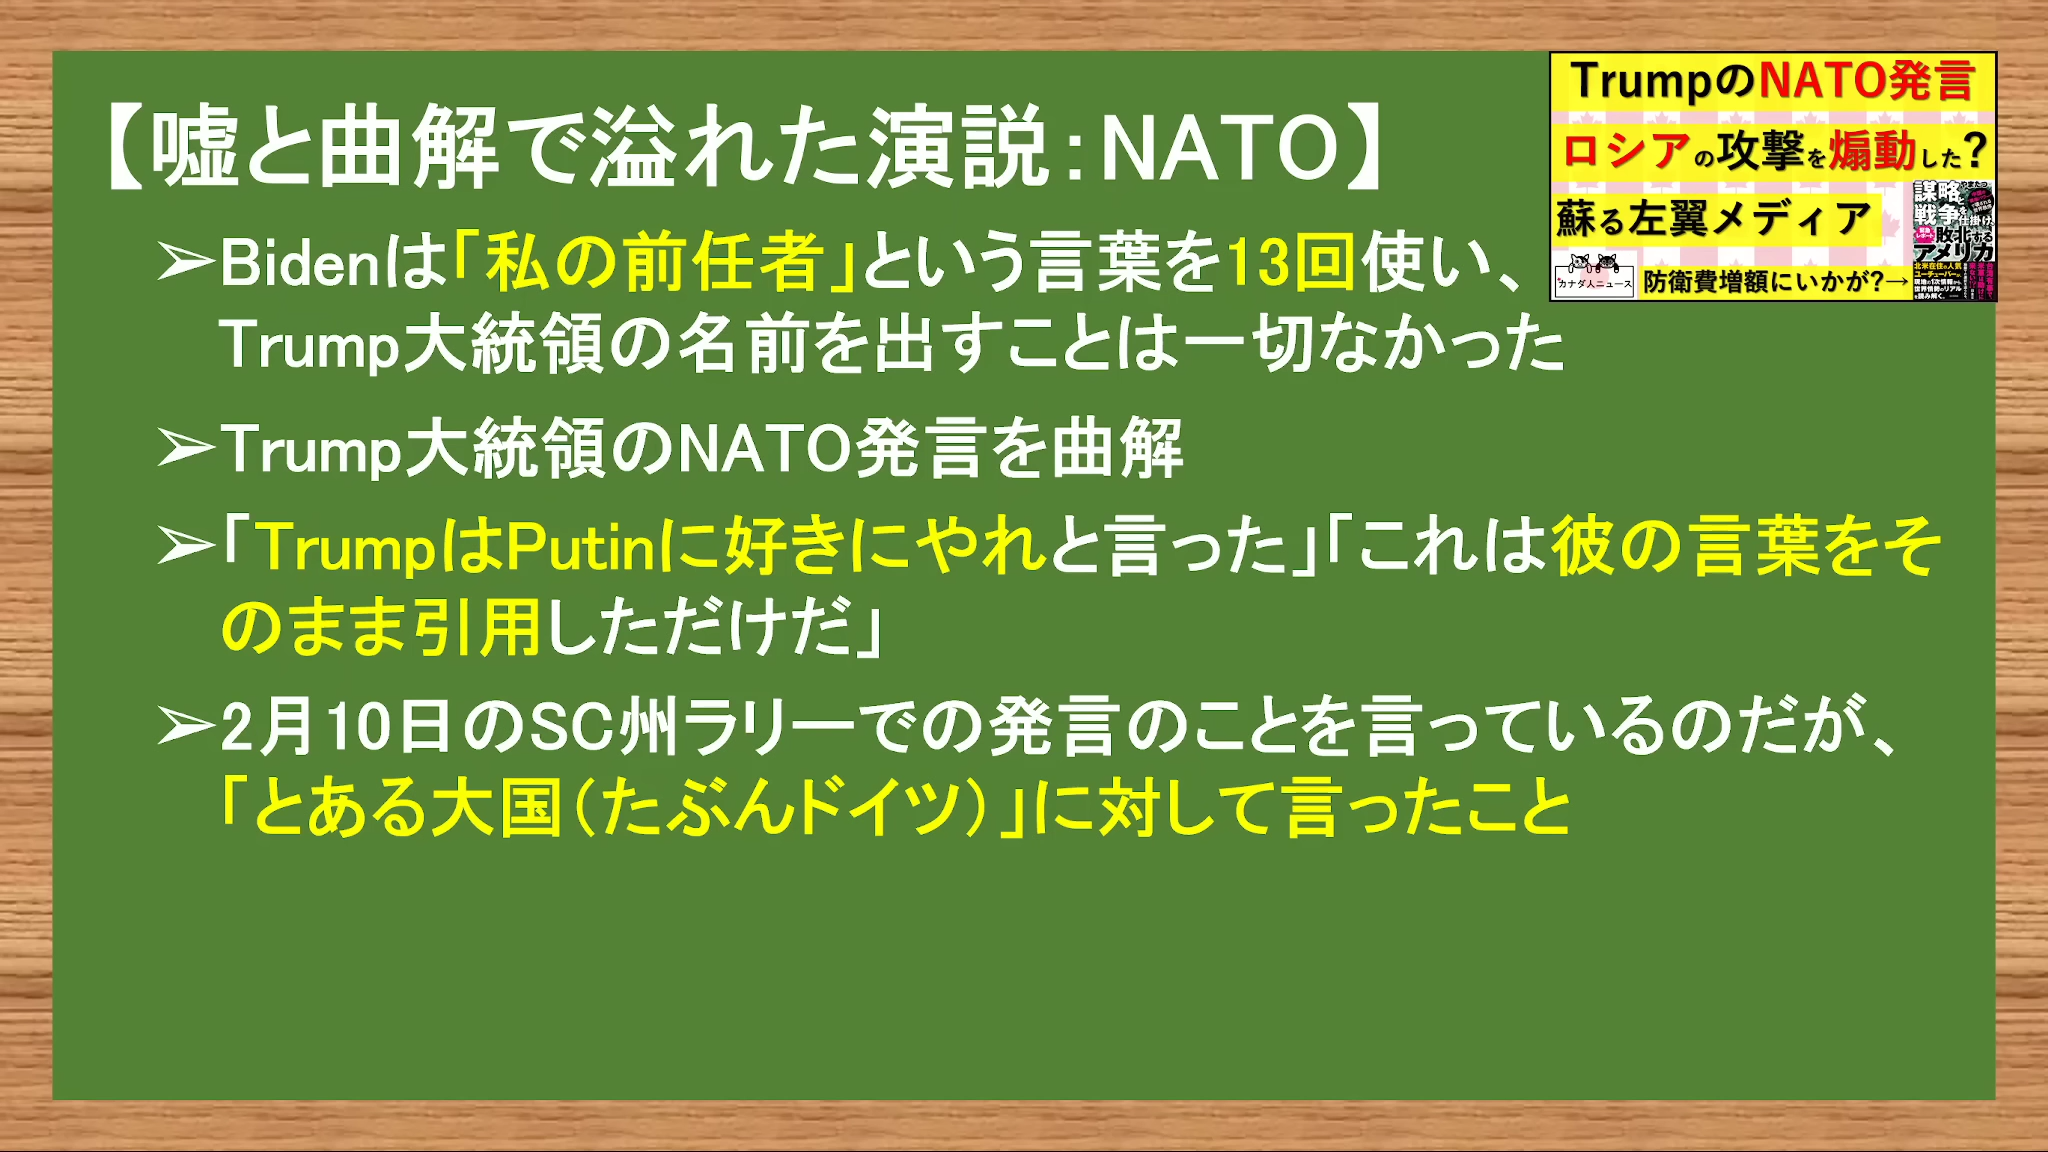 【嘘と曲解で溢れた演説：NATO】
➢Bidenは「私の前任者」という言葉を13回使い、
Trump大統領の名前を出すことは一切なかった
➢Trump大統領のNATO発言を曲解
➢「TrumpはPutinに好きにやれと言った」「これは彼の言葉をそ
のまま引用しただけだ」
➢2月10日のSC州ラリーでの発言のことを言っているのだが、
「とある大国（たぶんドイツ）」に対して言ったこと
TrumpのNATO発言
ロシアの攻撃を煽動した？
蘇る左翼メディア
カナダ人ニュース
防衛費増額にいかが？→
やまたつ
謀略と
戦争を仕掛け、
敗北する
アメリカ